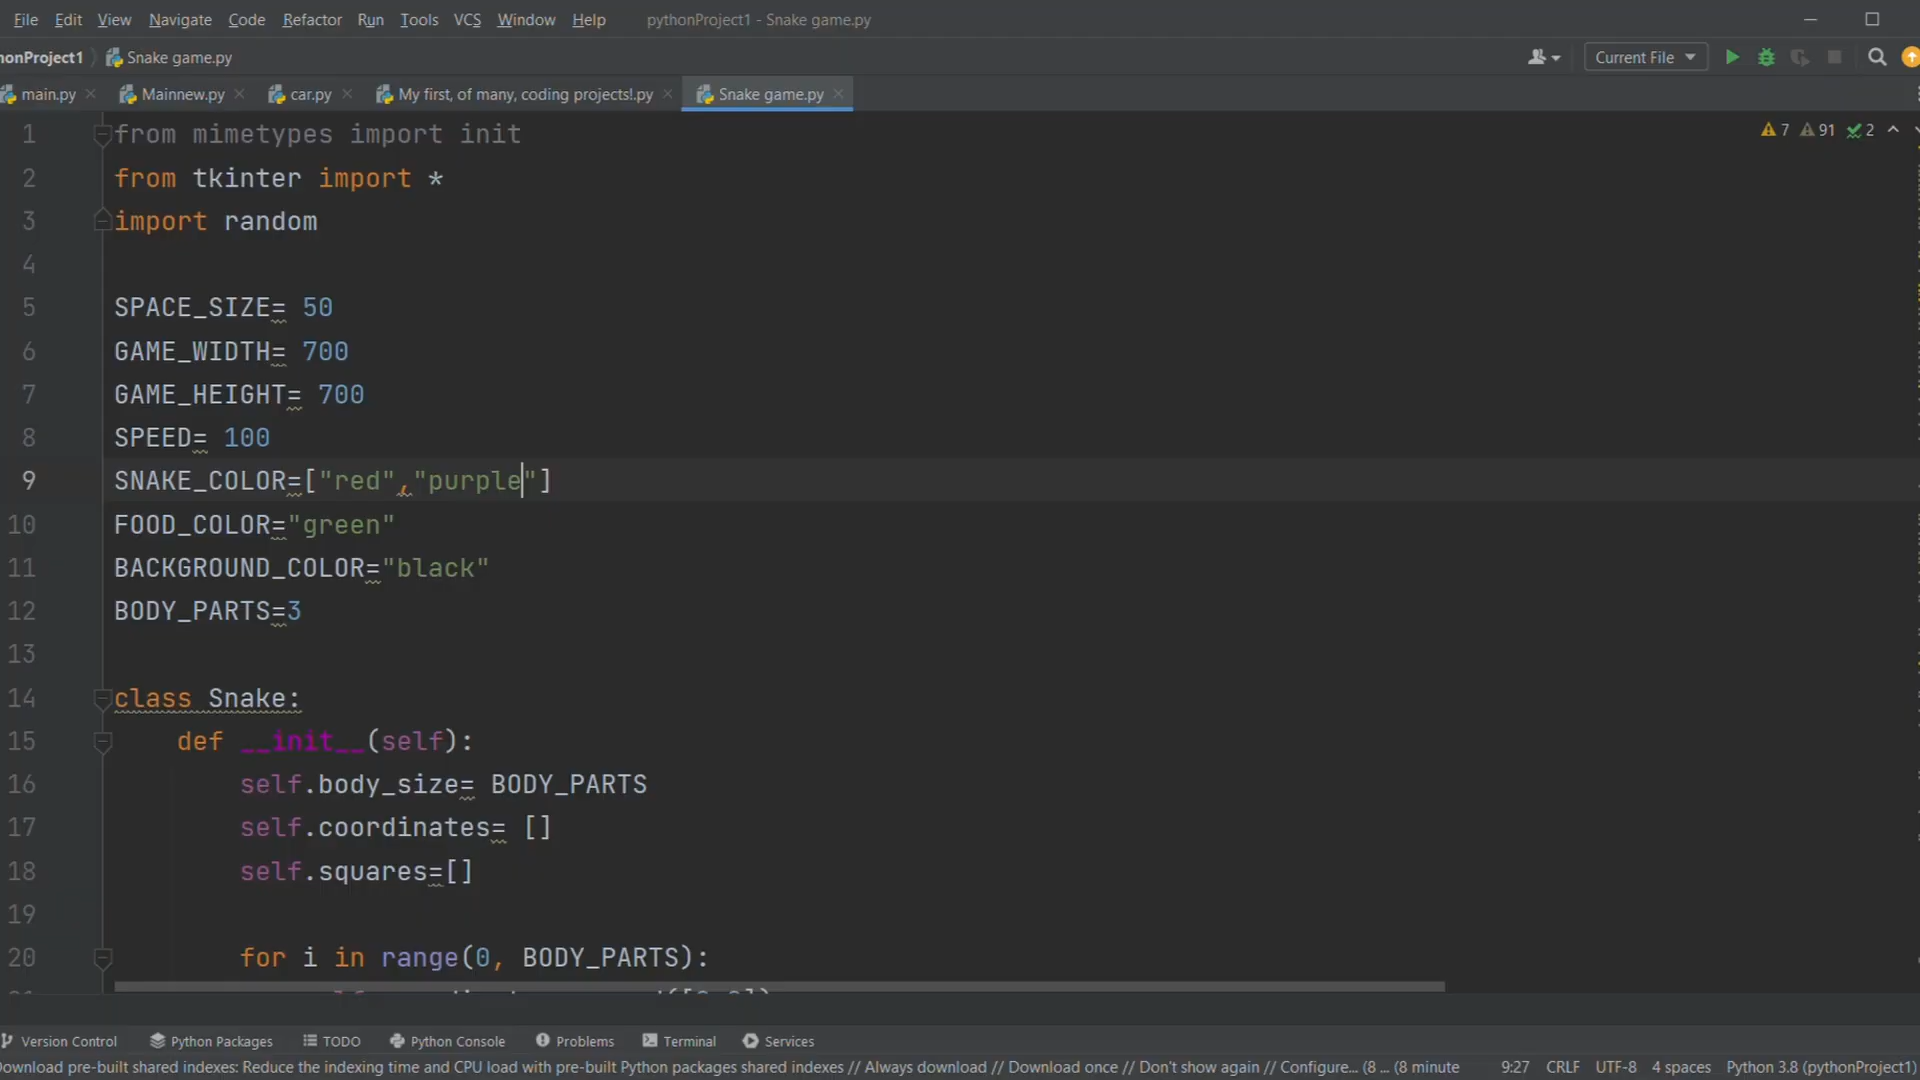 File Edit View Navigate Code Refactor Run Tools VCS Window Help pythonProject1 - Snake game.py
honProject1 Snake game.py Current File
main.py Mainnew.py car.py My first, of many, coding projects!.py Snake game.py
1 from mimetypes import init 7 91 2
2 from tkinter import *
3 import random
4
5 SPACE_SIZE= 50
6 GAME_WIDTH= 700
7 GAME_HEIGHT= 700
8 SPEED= 100
9 SNAKE_COLOR=["red","purple"]
10 FOOD_COLOR="green"
11 BACKGROUND_COLOR="black"
12 BODY_PARTS=3
13
14 class Snake:
15 def __init__(self):
16 self.body_size= BODY_PARTS
17 self.coordinates= []
18 self.squares=[]
19
20 for i in range(0, BODY_PARTS):
Version Control Python Packages TODO Python Console Problems Terminal Services
Download pre-built shared indexes: Reduce the indexing time and CPU load with pre-built Python packages shared indexes // Always download // Download once // Don't show again // Configure... (8 ... (8 minute 9:27 CRLF UTF-8 4 spaces Python 3.8 (pythonProject1)